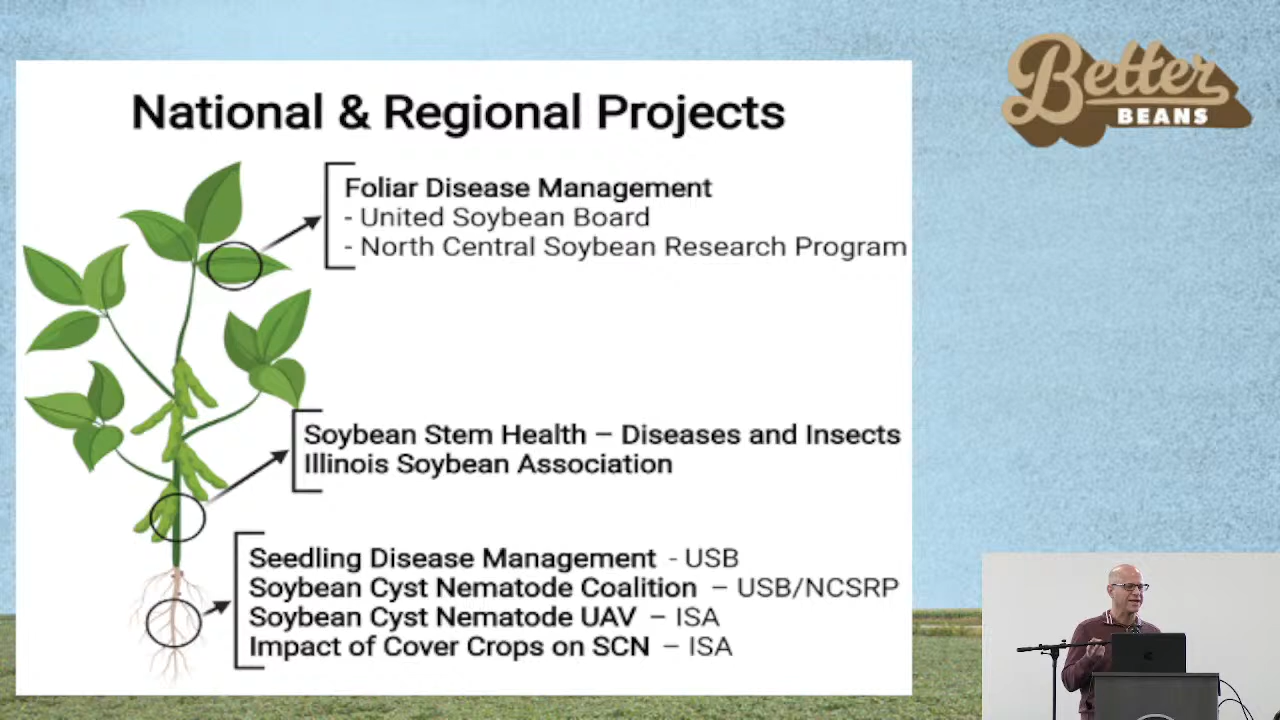 National & Regional Projects
Foliar Disease Management
- United Soybean Board
- North Central Soybean Research Program
Soybean Stem Health – Diseases and Insects
Illinois Soybean Association
Seedling Disease Management - USB
Soybean Cyst Nematode Coalition – USB/NCSRP
Soybean Cyst Nematode UAV – ISA
Impact of Cover Crops on SCN – ISA
Better
BEANS